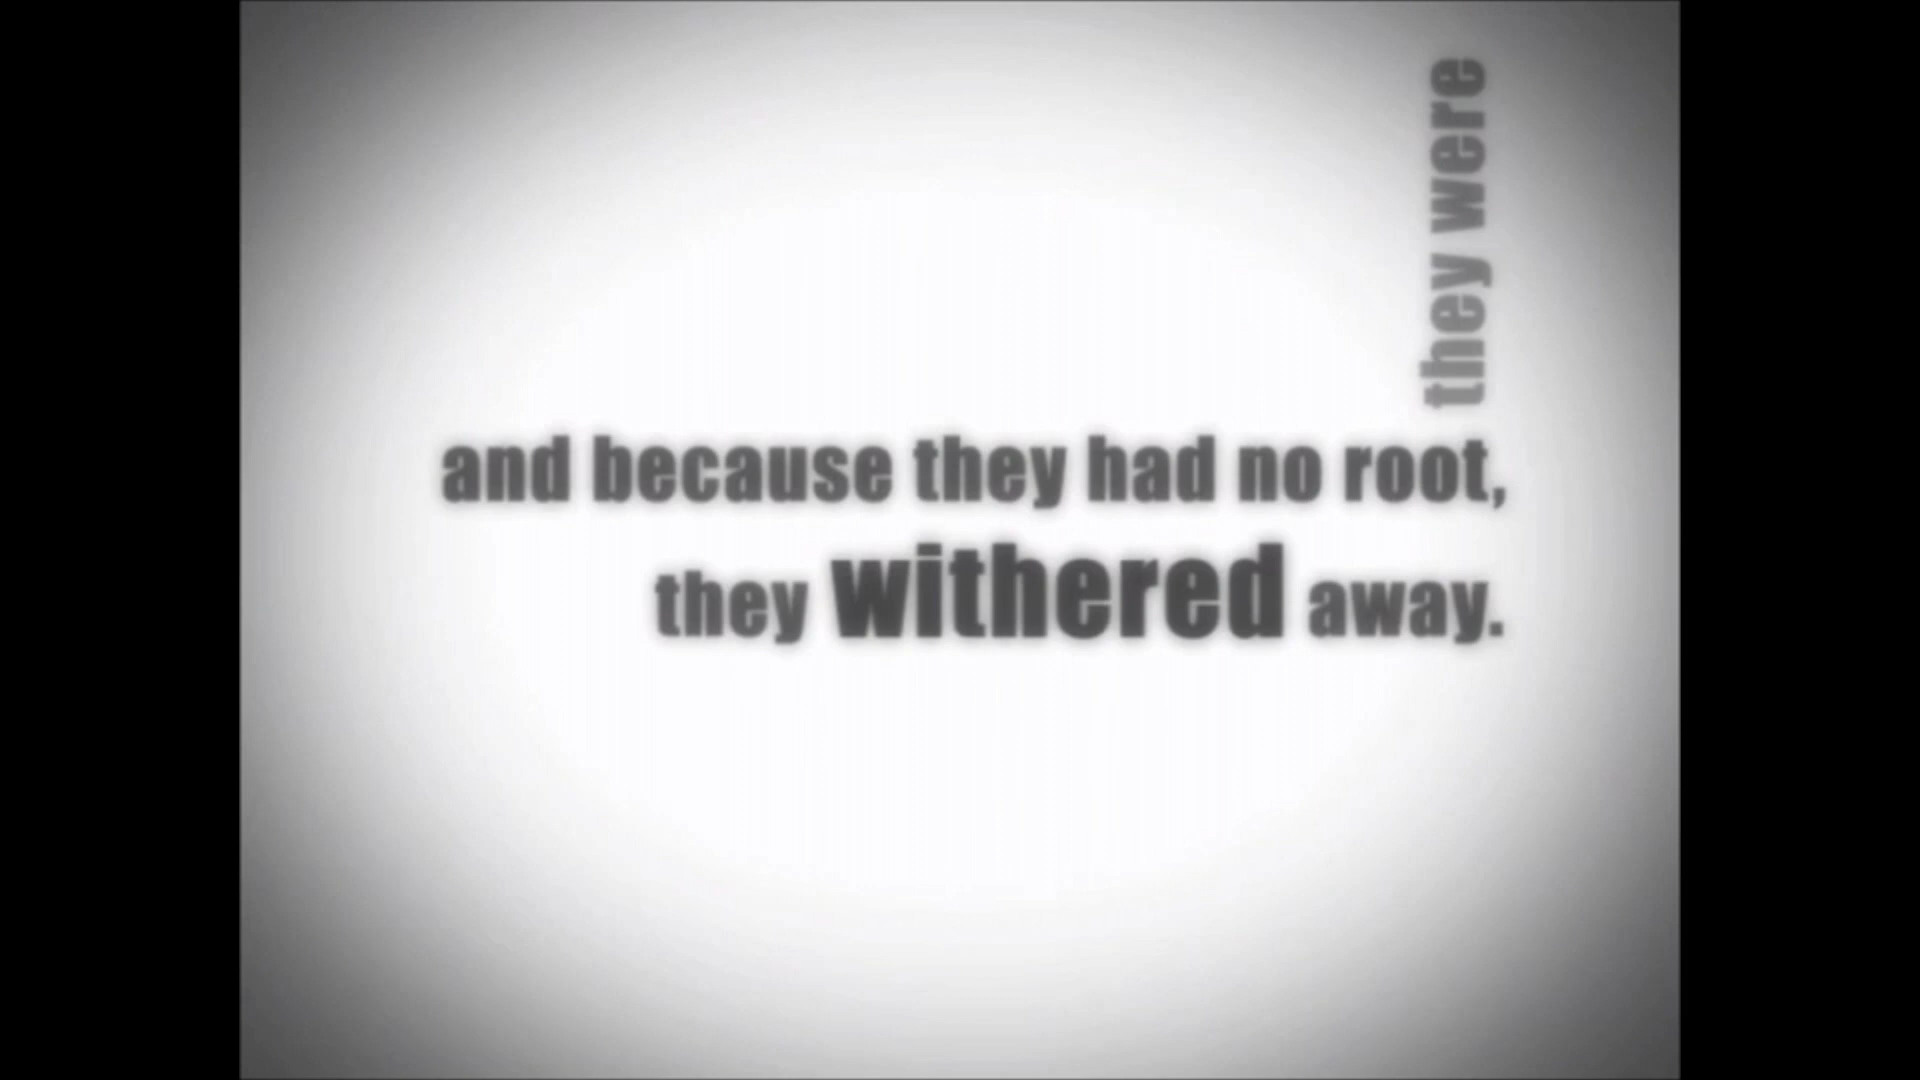 they were
and because they had no root,
they withered away.